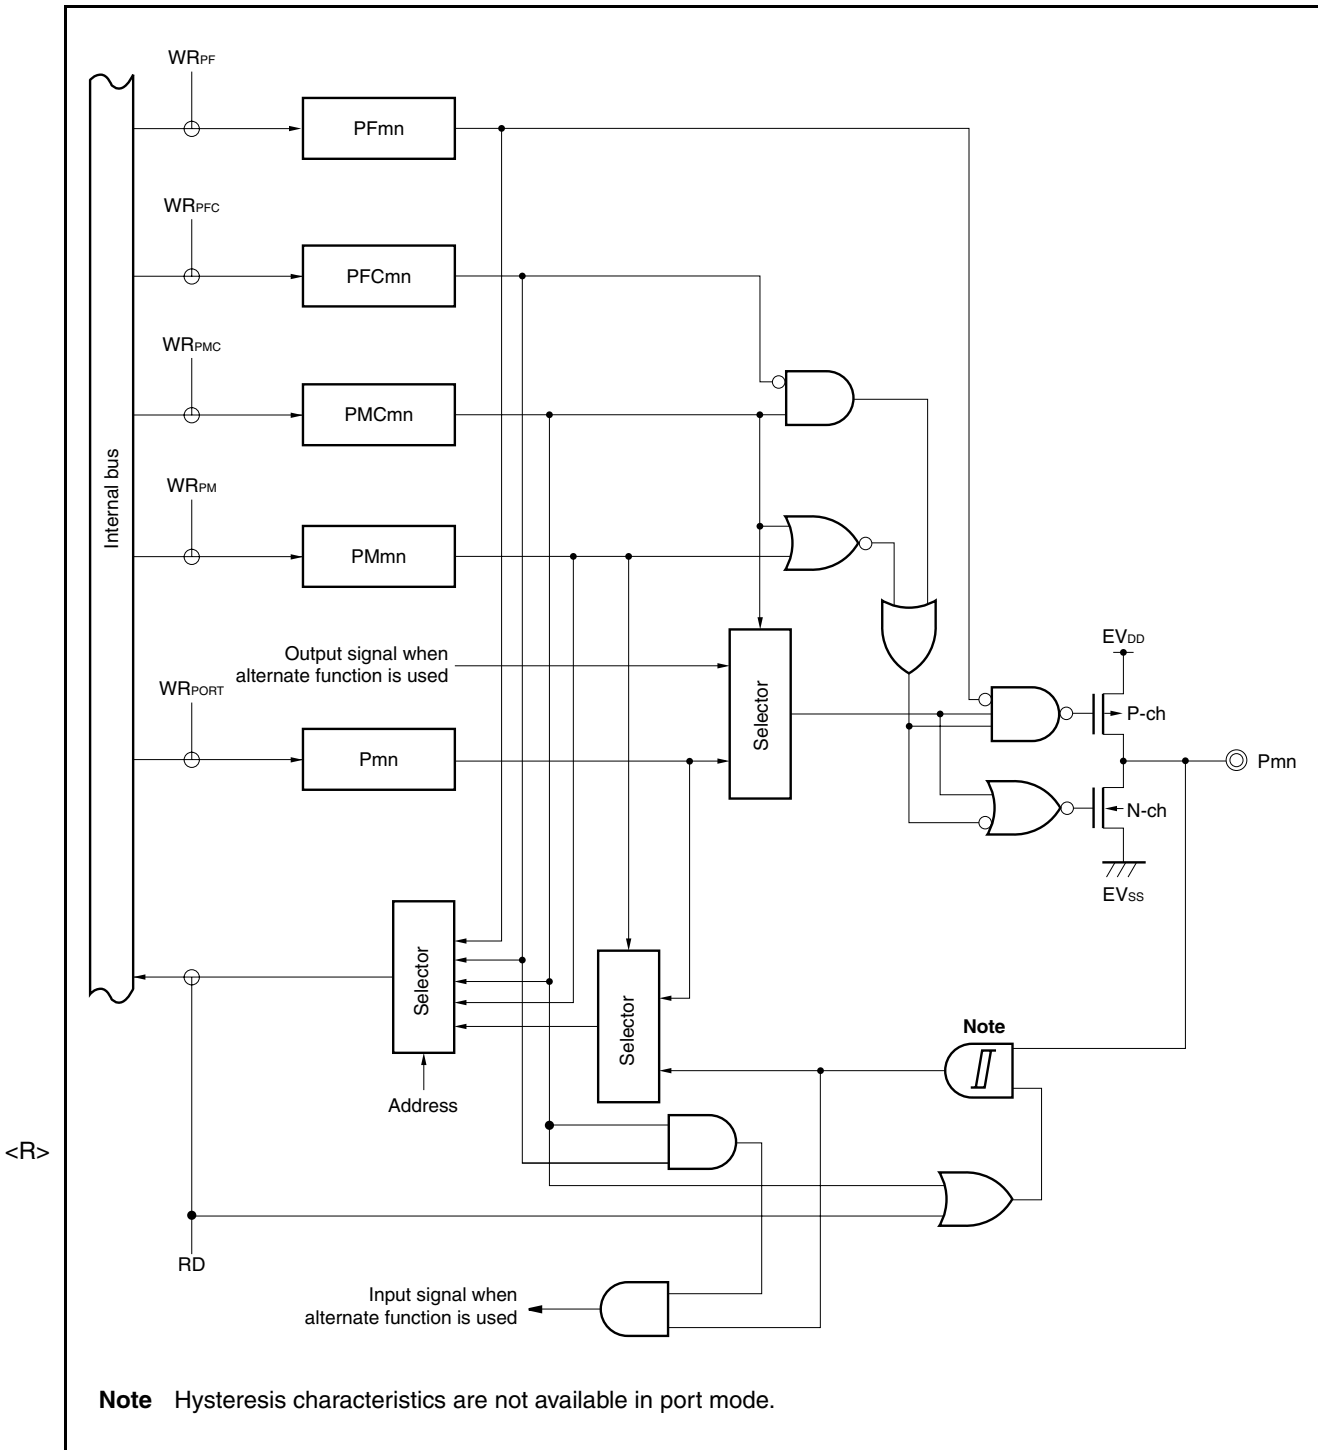 WRPF
PFmn
WRPFC
PFCmn
WRPMC
PMCmn
Internal bus
WRPM
PMmn
Output signal when
alternate function is used
Selector
EVDD
P-ch
WRPORT
Pmn
Pmn
N-ch
EVSS
Selector
Selector
Note
Address
<R>
RD
Input signal when
alternate function is used
Note Hysteresis characteristics are not available in port mode.